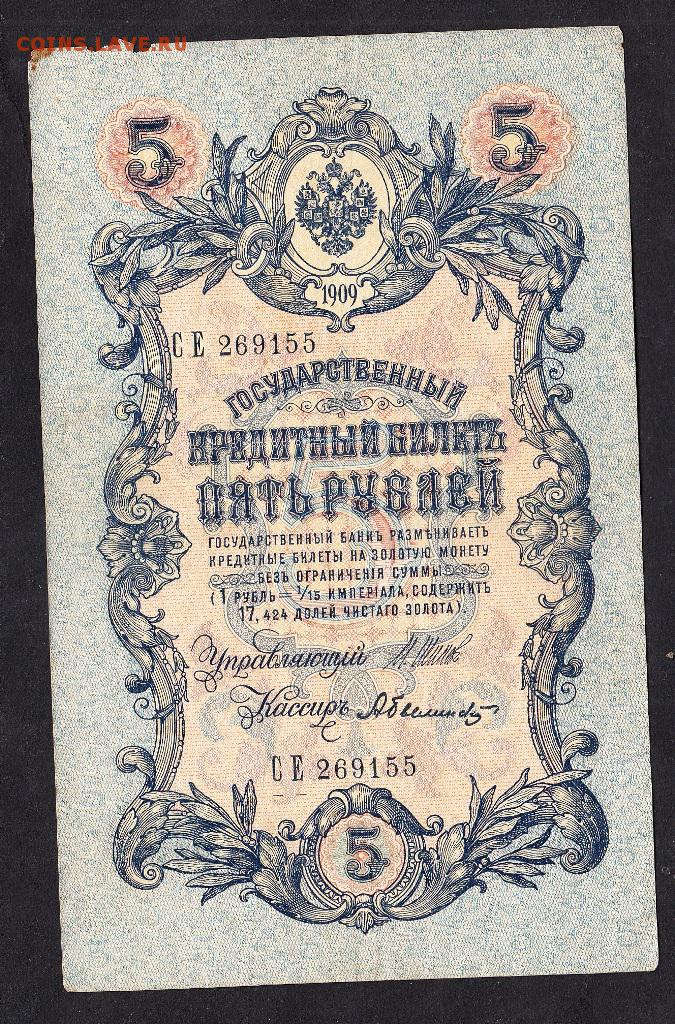 COINS.LAVE.RU
5 5
1909
СЕ 269155
ГОСУДАРСТВЕННЫЙ
КРЕДИТНЫЙ БИЛЕТЪ
ПЯТЬ РУБЛЕЙ
ГОСУДАРСТВЕННЫЙ БАНКЪ РАЗМѢНИВАЕТЪ
КРЕДИТНЫЕ БИЛЕТЫ НА ЗОЛОТУЮ МОНЕТУ
БЕЗЪ ОГРАНИЧЕНІЯ СУММЫ
(1 РУБЛЬ — 1/15 ИМПЕРІАЛА, СОДЕРЖИТЪ
17,424 ДОЛЕЙ ЧИСТАГО ЗОЛОТА).
Управляющій
Кассиръ
СЕ 269155
5